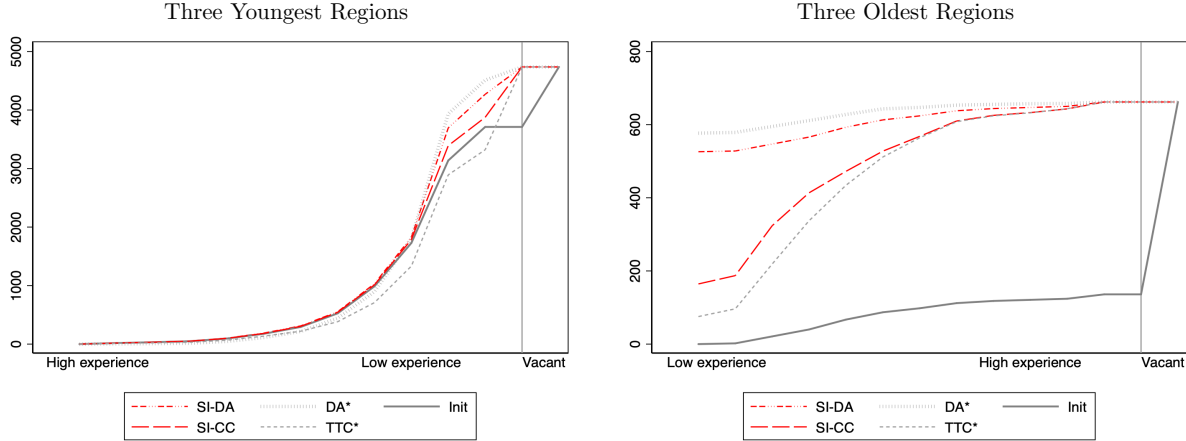 Three Youngest Regions
5000
4000
3000
2000
1000
0
High experience Low experience Vacant
SI-DA DA* Init
SI-CC TTC*
Three Oldest Regions
800
600
400
200
0
Low experience High experience Vacant
SI-DA DA* Init
SI-CC TTC*